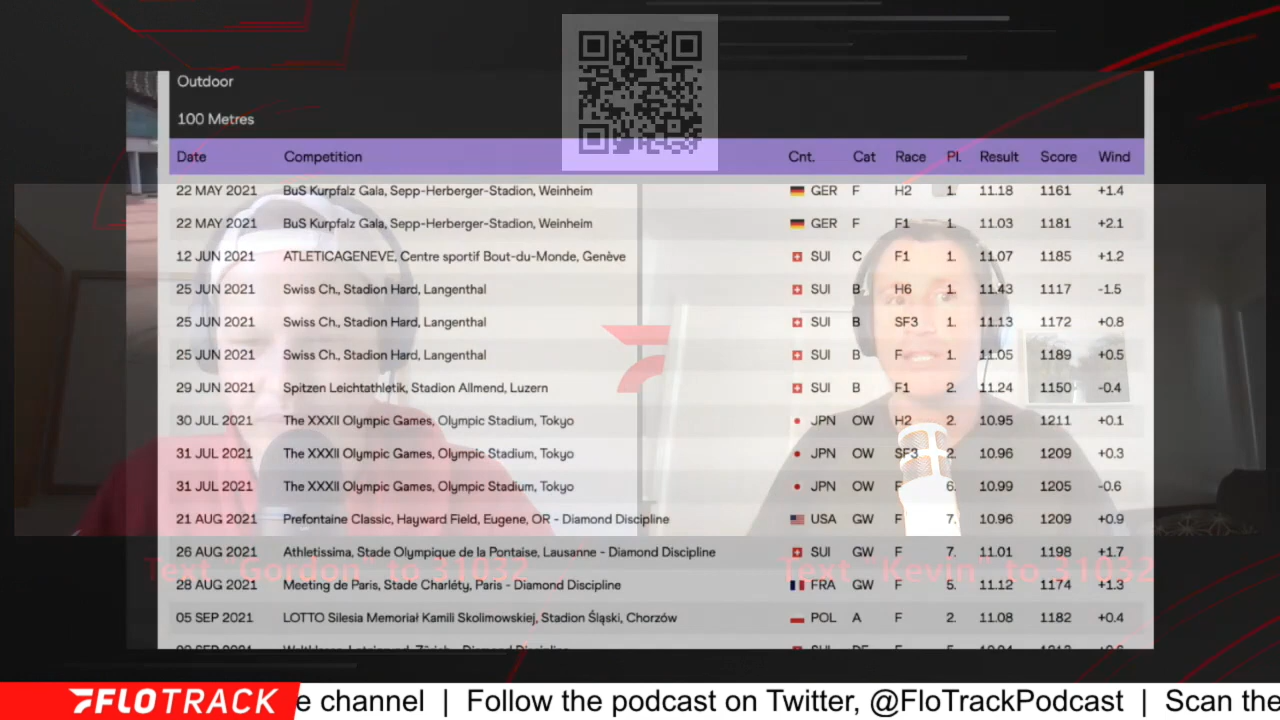 Outdoor
100 Metres
Date Competition Cnt. Cat Race Pl. Result Score Wind
22 MAY 2021 BuS Kurpfalz Gala, Sepp-Herberger-Stadion, Weinheim GER F H2 1. 11.18 1161 +1.4
22 MAY 2021 BuS Kurpfalz Gala, Sepp-Herberger-Stadion, Weinheim GER F F1 1. 11.03 1181 +2.1
12 JUN 2021 ATLETICAGENEVE, Centre sportif Bout-du-Monde, Genève SUI C F1 1. 11.07 1185 +1.2
25 JUN 2021 Swiss Ch., Stadion Hard, Langenthal SUI B H6 1. 11.43 1117 -1.5
25 JUN 2021 Swiss Ch., Stadion Hard, Langenthal SUI B SF3 1. 11.13 1172 +0.8
25 JUN 2021 Swiss Ch., Stadion Hard, Langenthal SUI B F 1. 11.05 1189 +0.5
29 JUN 2021 Spitzen Leichtathletik, Stadion Allmend, Luzern SUI B F1 2. 11.24 1150 -0.4
30 JUL 2021 The XXXII Olympic Games, Olympic Stadium, Tokyo JPN OW H2 2. 10.95 1211 +0.1
31 JUL 2021 The XXXII Olympic Games, Olympic Stadium, Tokyo JPN OW SF3 2. 10.96 1209 +0.3
31 JUL 2021 The XXXII Olympic Games, Olympic Stadium, Tokyo JPN OW F 6. 10.99 1205 -0.6
21 AUG 2021 Prefontaine Classic, Hayward Field, Eugene, OR - Diamond Discipline USA GW F 7. 10.96 1209 +0.9
26 AUG 2021 Athletissima, Stade Olympique de la Pontaise, Lausanne - Diamond Discipline SUI GW F 7. 11.01 1198 +1.7
Text "Gordon" to 31032 Text "Kevin" to 31032
28 AUG 2021 Meeting de Paris, Stade Charléty, Paris - Diamond Discipline FRA GW F 5. 11.12 1174 +1.3
05 SEP 2021 LOTTO Silesia Memoriał Kamili Skolimowskiej, Stadion Śląski, Chorzów POL A F 2. 11.08 1182 +0.4
FLOTRACK e channel | Follow the podcast on Twitter, @FloTrackPodcast | Scan the